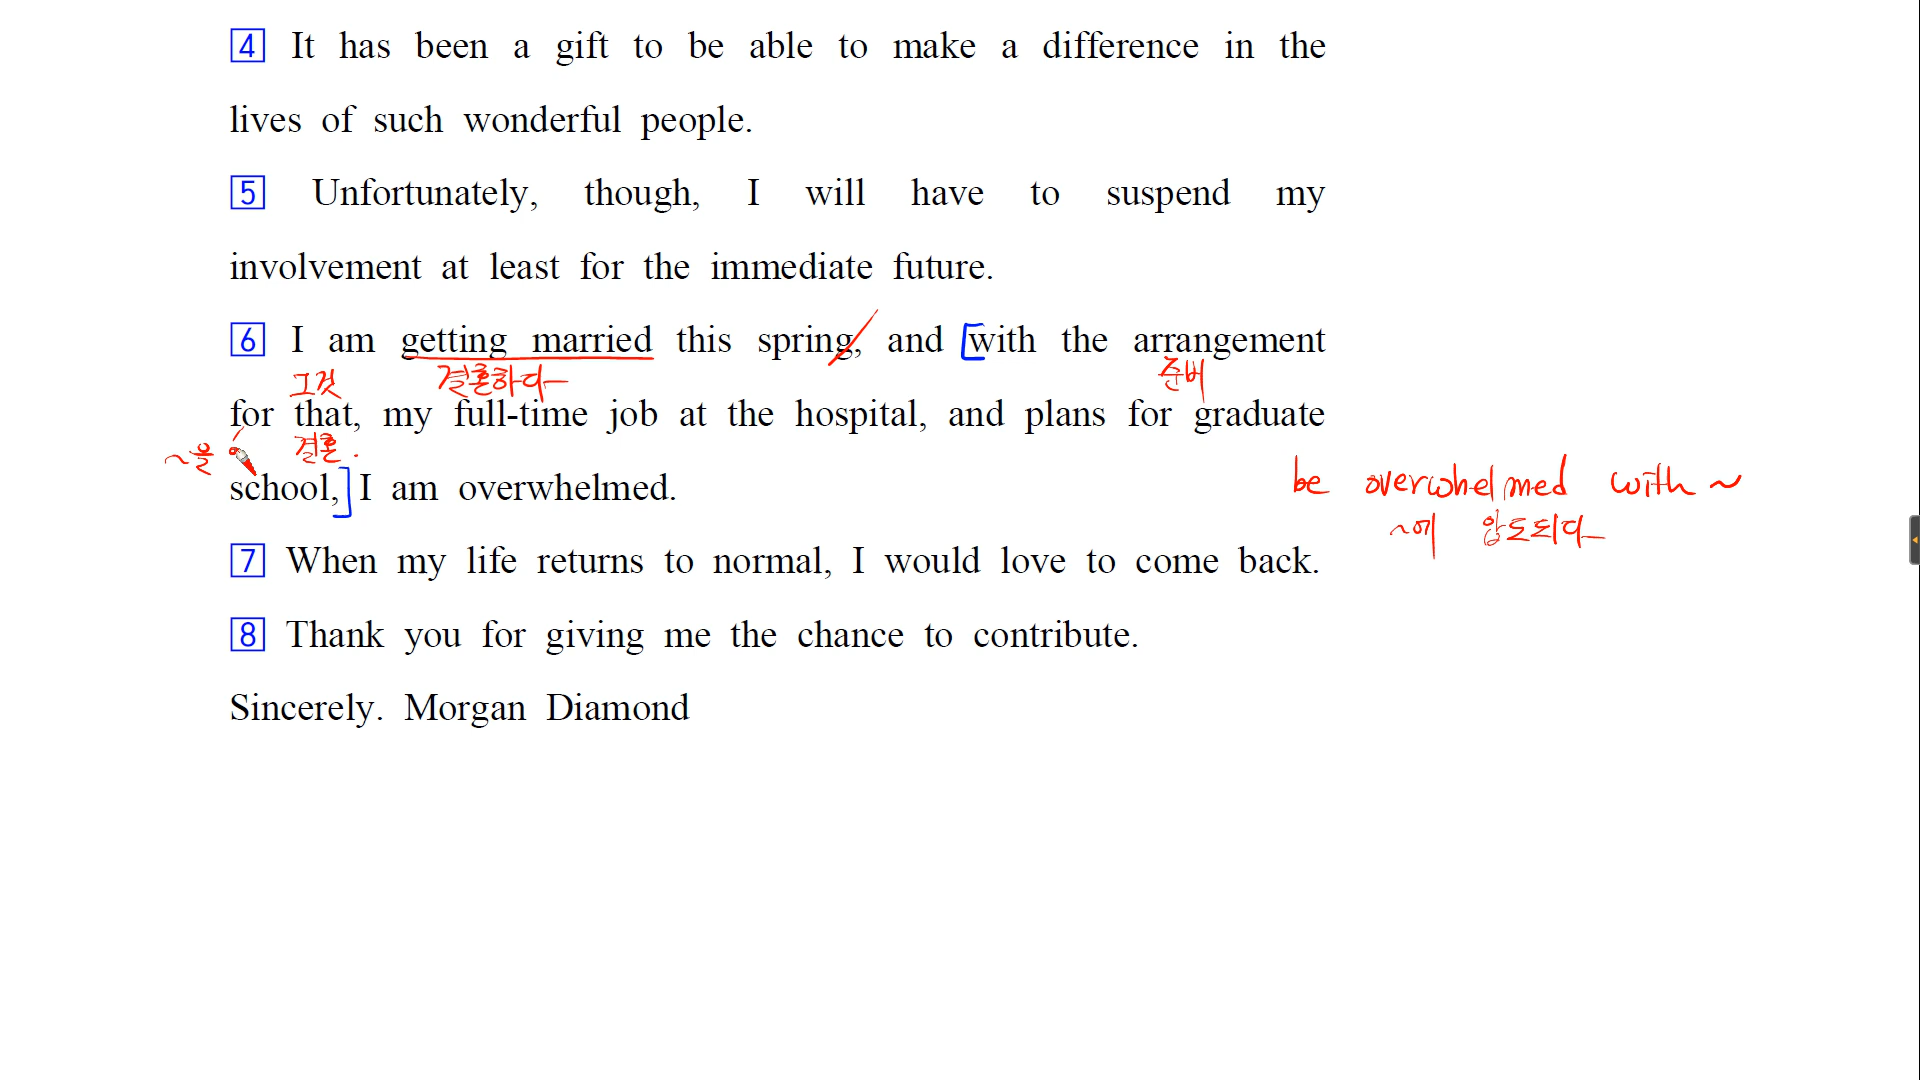 4 It has been a gift to be able to make a difference in the
lives of such wonderful people.
5 Unfortunately, though, I will have to suspend my
involvement at least for the immediate future.
6 I am getting married this spring, and [with the arrangement
그것 결혼하다 준비
for that, my full-time job at the hospital, and plans for graduate
~을 결혼.
school,] I am overwhelmed.
be overwhelmed with ~
~에 압도되다
7 When my life returns to normal, I would love to come back.
8 Thank you for giving me the chance to contribute.
Sincerely. Morgan Diamond